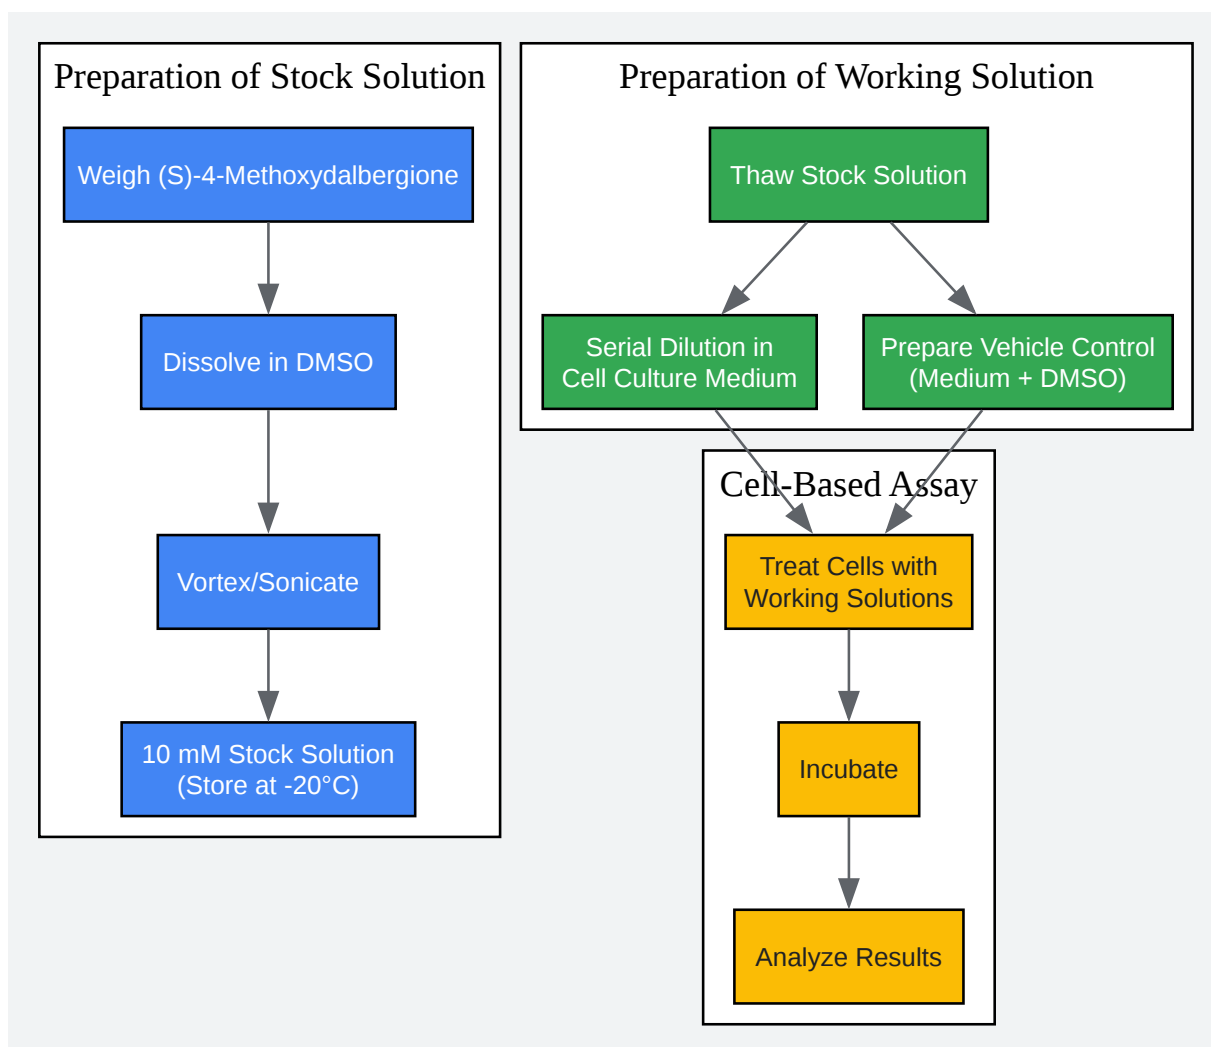 Preparation of Stock Solution
Weigh (S)-4-Methoxydalbergione
Dissolve in DMSO
Vortex/Sonicate
10 mM Stock Solution
(Store at -20°C)
Preparation of Working Solution
Thaw Stock Solution
Serial Dilution in
Cell Culture Medium
Prepare Vehicle Control
(Medium + DMSO)
Cell-Based Assay
Treat Cells with
Working Solutions
Incubate
Analyze Results